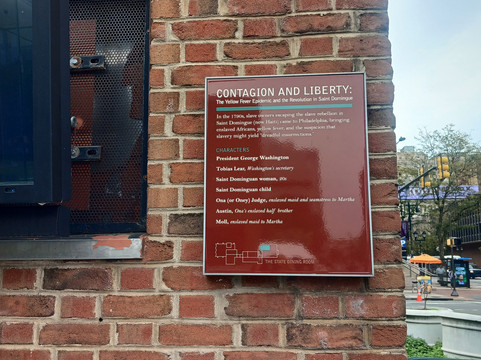 CONTAGION AND LIBERTY:
The Yellow Fever Epidemic and the Revolution in Saint Domingue
In the 1790s, slave owners escaping the slave rebellion in
Saint Domingue (now Haiti) came to Philadelphia, bringing
enslaved Africans, yellow fever, and the suspicion that
slavery might yield "dreadful insurrections."
CHARACTERS
President George Washington
Tobias Lear, Washington's secretary
Saint Dominguan woman,
Saint Dominguan child
Ona (or Oney) Judge, enslaved maid and seamstress to Martha
Austin, Ona's enslaved half brother
Moll, enslaved maid to Martha
THE STATE DINING ROOM